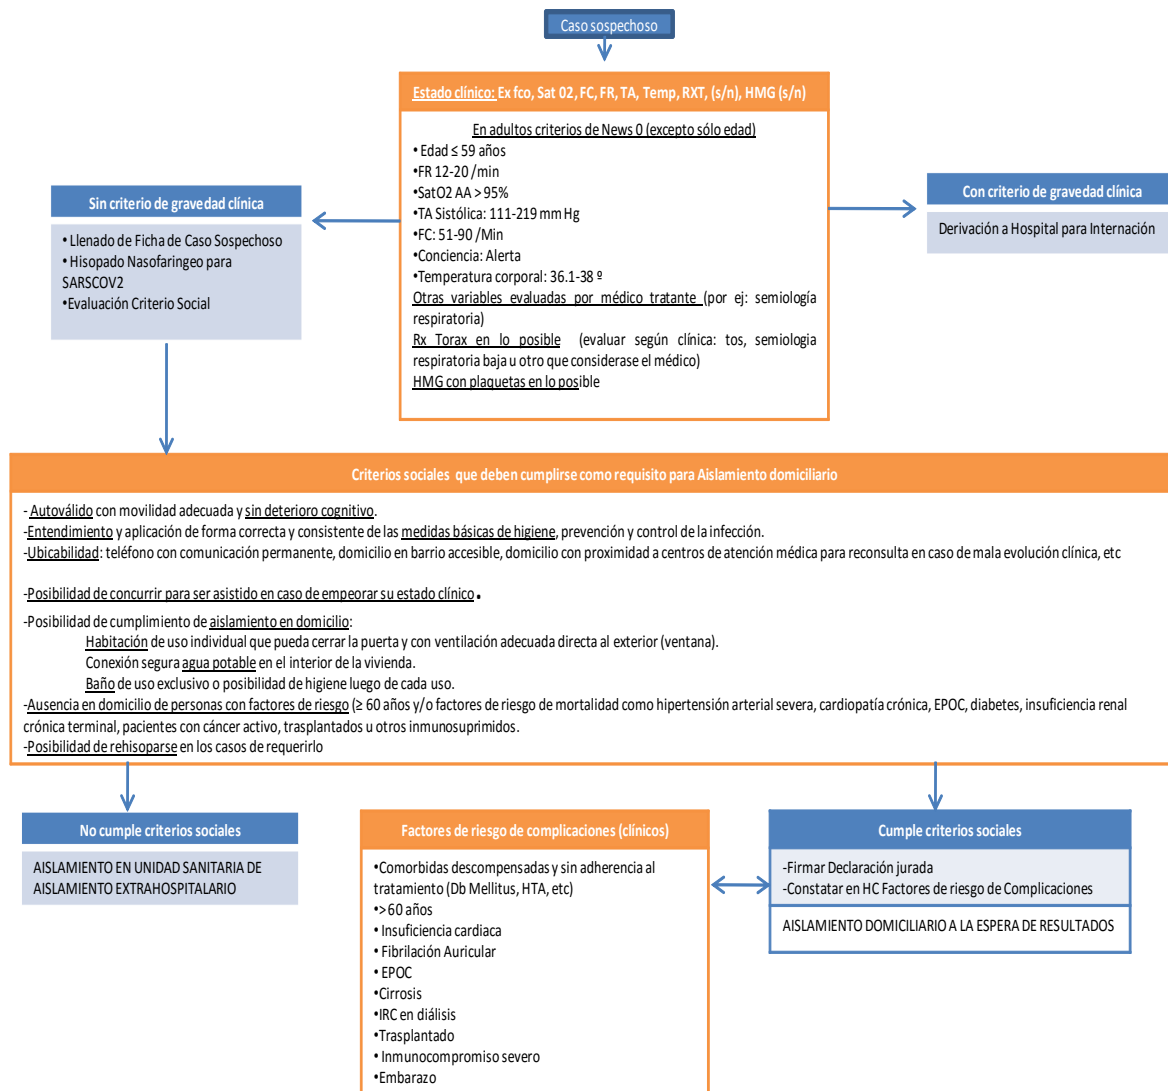 Caso sospechoso
Estado clínico: Ex fco, Sat 02, FC, FR, TA, Temp, RXT, (s/n), HMG (s/n)
En adultos criterios de News 0 (excepto sólo edad)
• Edad ≤ 59 años
• FR 12-20 /min
•SatO2 AA > 95%
• TA Sistólica: 111-219 mm Hg
• FC: 51-90 /Min
•Conciencia: Alerta
•Temperatura corporal: 36.1-38 º
Otras variables evaluadas por médico tratante (por ej: semiología
respiratoria)
Rx Torax en lo posible (evaluar según clínica: tos, semiologia
respiratoria baja u otro que considerase el médico)
HMG con plaquetas en lo posible
Sin criterio de gravedad clínica
• Llenado de Ficha de Caso Sospechoso
• Hisopado Nasofaringeo para
SARSCOV2
•Evaluación Criterio Social
Con criterio de gravedad clínica
Derivación a Hospital para Internación
Criterios sociales que deben cumplirse como requisito para Aislamiento domiciliario
- Autoválido con movilidad adecuada y sin deterioro cognitivo.
-Entendimiento y aplicación de forma correcta y consistente de las medidas básicas de higiene, prevención y control de la infección.
-Ubicabilidad: teléfono con comunicación permanente, domicilio en barrio accesible, domicilio con proximidad a centros de atención médica para reconsulta en caso de mala evolución clínica, etc
-Posibilidad de concurrir para ser asistido en caso de empeorar su estado clínico.
-Posibilidad de cumplimiento de aislamiento en domicilio:
Habitación de uso individual que pueda cerrar la puerta y con ventilación adecuada directa al exterior (ventana).
Conexión segura agua potable en el interior de la vivienda.
Baño de uso exclusivo o posibilidad de higiene luego de cada uso.
-Ausencia en domicilio de personas con factores de riesgo (≥ 60 años y/o factores de riesgo de mortalidad como hipertensión arterial severa, cardiopatía crónica, EPOC, diabetes, insuficiencia renal
crónica terminal, pacientes con cáncer activo, trasplantados u otros inmunosuprimidos.
-Posibilidad de rehisoparse en los casos de requerirlo
No cumple criterios sociales
AISLAMIENTO EN UNIDAD SANITARIA DE
AISLAMIENTO EXTRAHOSPITALARIO
Factores de riesgo de complicaciones (clínicos)
•Comorbidas descompensadas y sin adherencia al
tratamiento (Db Mellitus, HTA, etc)
•> 60 años
• Insuficiencia cardiaca
• Fibrilación Auricular
• EPOC
•Cirrosis
•IRC en diálisis
•Trasplantado
• Inmunocompromiso severo
•Embarazo
Cumple criterios sociales
-Firmar Declaración jurada
-Constatar en HC Factores de riesgo de Complicaciones
AISLAMIENTO DOMICILIARIO A LA ESPERA DE RESULTADOS